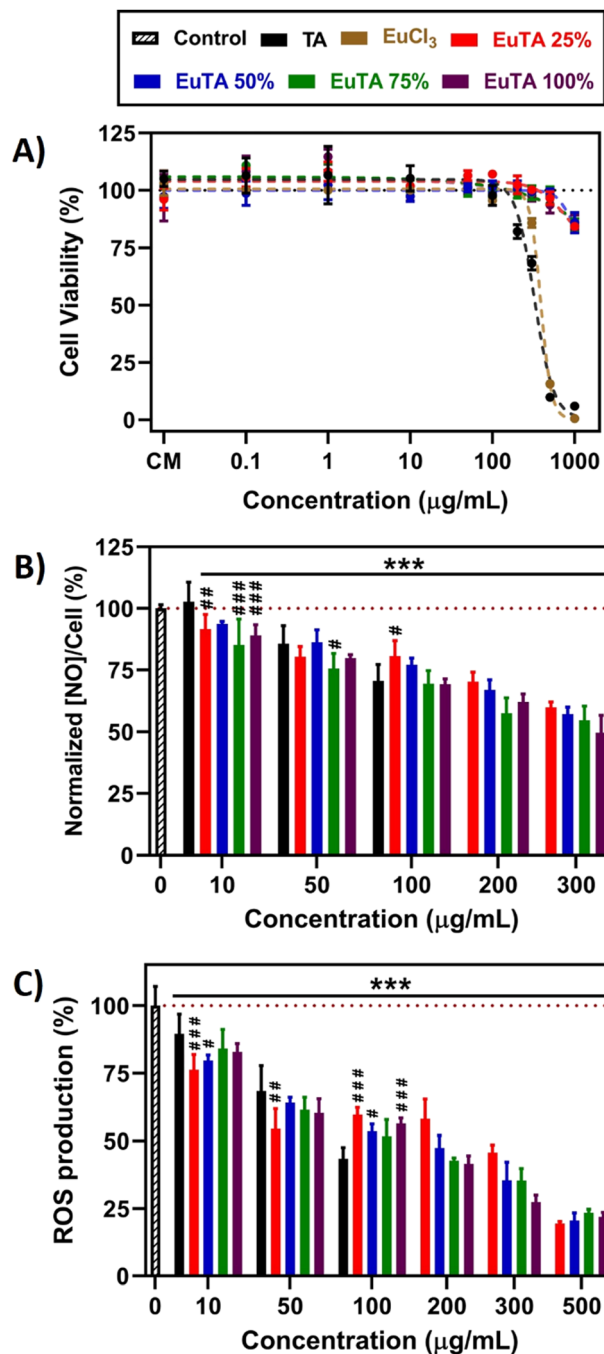 Control TA EuCl₃ EuTA 25%
EuTA 50% EuTA 75% EuTA 100%
A)
Cell Viability (%)
125
100
75
50
25
0
CM 0.1 1 10 100 1000
Concentration (μg/mL)
B)
Normalized [NO]/Cell (%)
125
100
75
50
25
0
***
## ### ### # #
0 10 50 100 200 300
Concentration (μg/mL)
C)
ROS production (%)
100
75
50
25
0
***
### # ## ### # ###
0 10 50 100 200 300 500
Concentration (μg/mL)